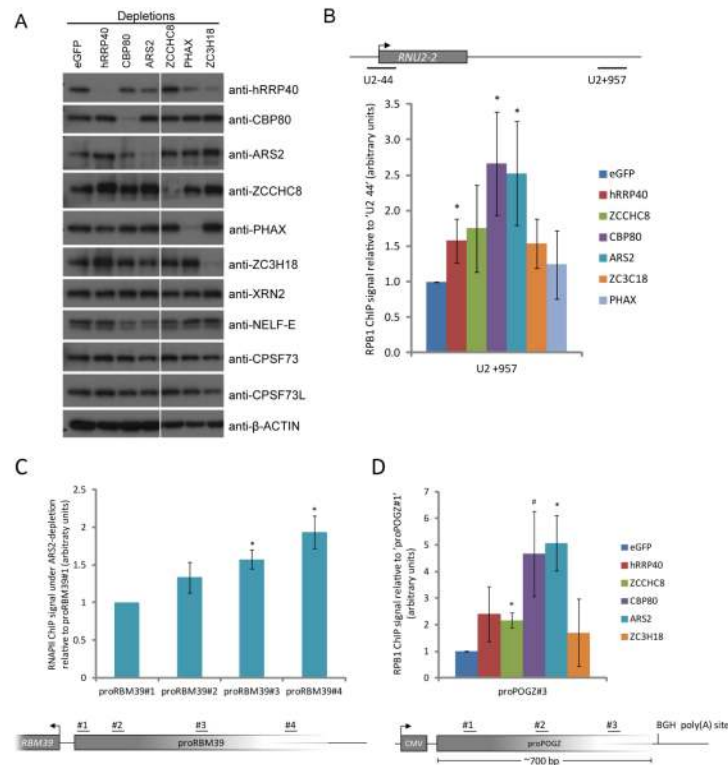 A
Depletions
eGFP
hRRP40
CBP80
ARS2
ZCCHC8
PHAX
ZC3H18
anti-hRRP40
anti-CBP80
anti-ARS2
anti-ZCCHC8
anti-PHAX
anti-ZC3H18
anti-XRN2
anti-NELF-E
anti-CPSF73
anti-CPSF73L
anti-β-ACTIN
B
RNU2-2
U2-44
U2+957
RPB1 ChIP signal relative to 'U2 44' (arbitrary units)
3.5
3.0
2.5
2.0
1.5
1.0
0.5
0.0
*
*
*
U2 +957
eGFP
hRRP40
ZCCHC8
CBP80
ARS2
ZC3C18
PHAX
C
RNAPII ChIP signal under ARS2-depletion
relative to proRBM39#1 (arbitraty units)
2.5
2
1.5
1
0.5
0
*
*
proRBM39#1
proRBM39#2
proRBM39#3
proRBM39#4
RBM39
#1
#2
#3
#4
proRBM39
D
RPB1 ChIP signal relative to 'proPOGZ#1'
(arbitrary units)
7
6
5
4
3
2
1
0
*
#
*
proPOGZ#3
eGFP
hRRP40
ZCCHC8
CBP80
ARS2
ZC3H18
CMV
#1
#2
#3
BGH poly(A) site
proPOGZ
~700 bp